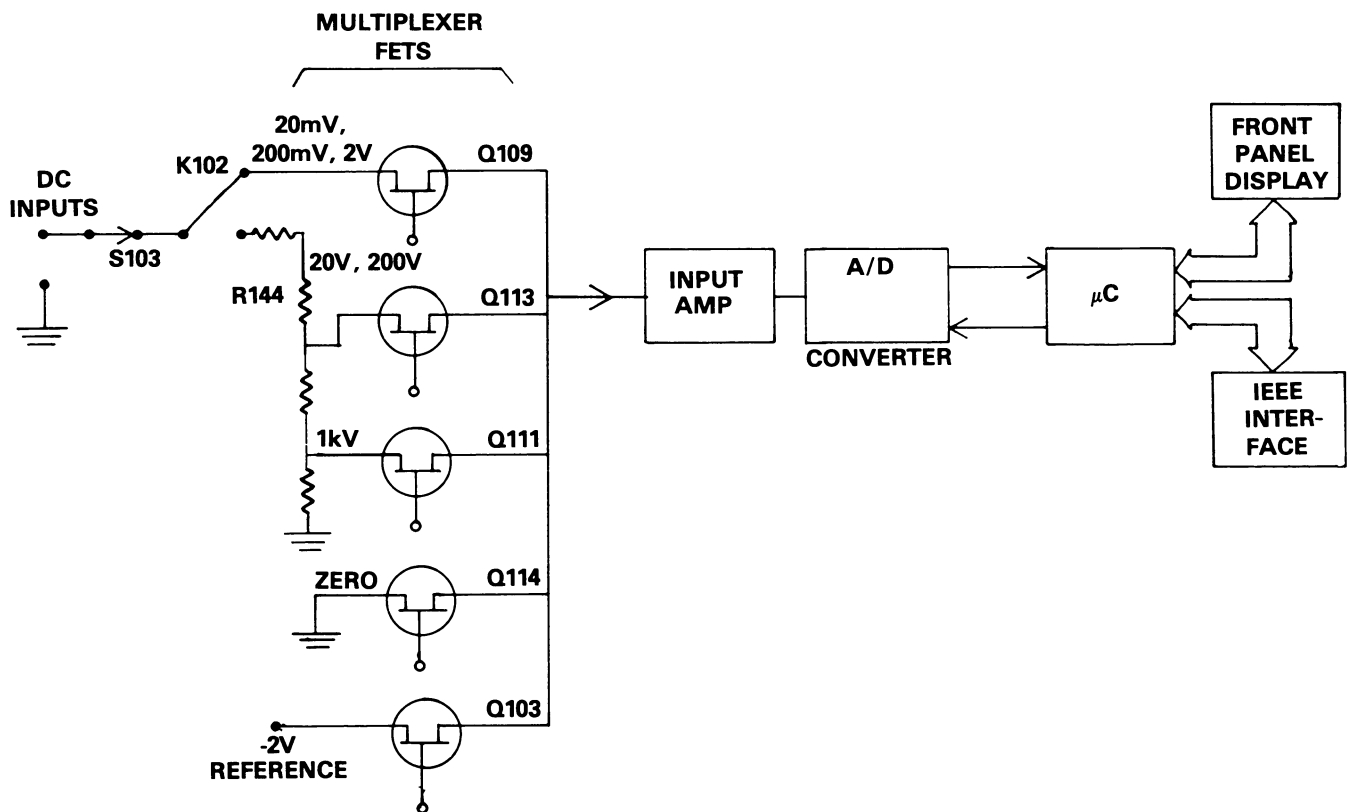 MULTIPLEXER
FETS
20mV,
200mV, 2V
K102
Q109
DC
INPUTS
S103
20V, 200V
R144
Q113
1kV
Q111
ZERO
Q114
-2V
REFERENCE
Q103
INPUT
AMP
A/D
CONVERTER
μC
FRONT
PANEL
DISPLAY
IEEE
INTER-
FACE